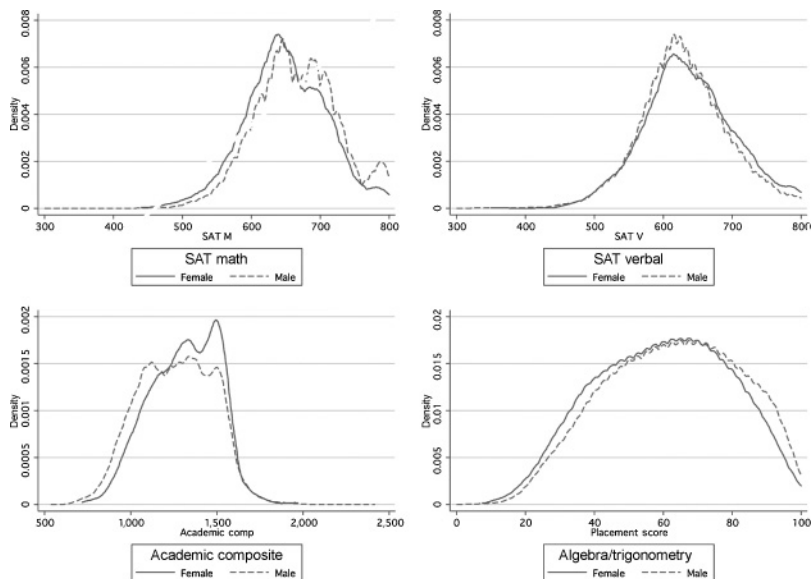 0.008
0.006
Density
0.004
0.002
0
300 400 500 600 700 800
SAT M
SAT math
Female Male
0.008
0.006
Density
0.004
0.002
0
300 400 500 600 700 800
SAT V
SAT verbal
Female Male
0.002
0.0015
Density
0.001
0.0005
0
500 1,000 1,500 2,000 2,500
Academic comp
Academic composite
Female Male
0.02
0.015
Density
0.01
0.005
0
0 20 40 60 80 100
Placement score
Algebra/trigonometry
Female Male